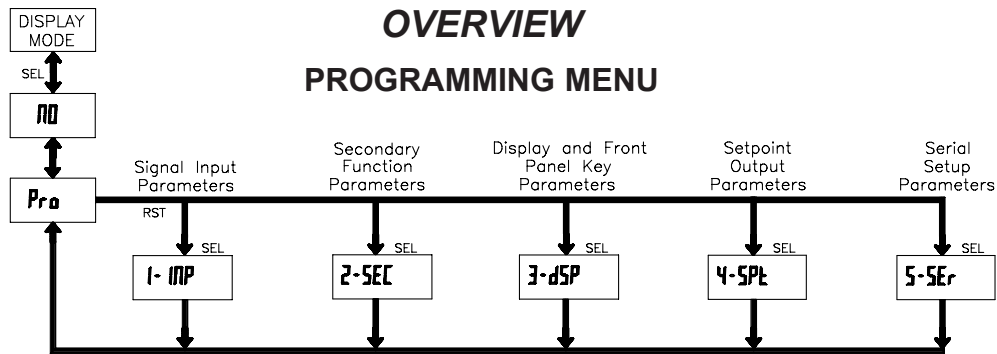 OVERVIEW
PROGRAMMING MENU
DISPLAY
MODE
SEL
NO
Pro
RST
Signal Input
Parameters
SEL
1-INP
Secondary
Function
Parameters
SEL
2-SEC
Display and Front
Panel Key
Parameters
SEL
3-dSP
Setpoint
Output
Parameters
SEL
4-SPt
Serial
Setup
Parameters
SEL
5-SEr